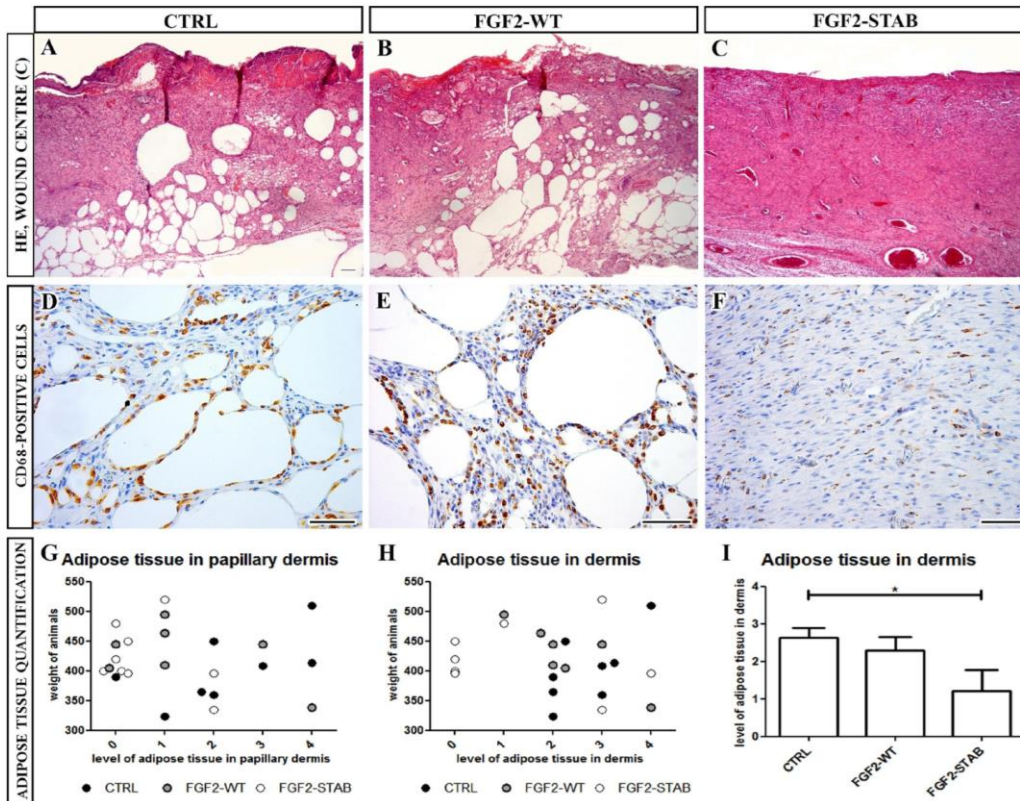 CTRL
FGF2-WT
FGF2-STAB
HE, WOUND CENTRE (C)
A
B
C
CD68-POSITIVE CELLS
D
E
F
ADIPOSE TISSUE QUANTIFICATION
G
Adipose tissue in papillary dermis
weight of animals
550
500
450
400
350
300
0
1
2
3
4
level of adipose tissue in papillary dermis
CTRL
FGF2-WT
FGF2-STAB
H
Adipose tissue in dermis
weight of animals
550
500
450
400
350
300
0
1
2
3
4
level of adipose tissue in dermis
CTRL
FGF2-WT
FGF2-STAB
I
Adipose tissue in dermis
level of adipose tissue in dermis
4
3
2
1
0
*
CTRL
FGF2-WT
FGF2-STAB